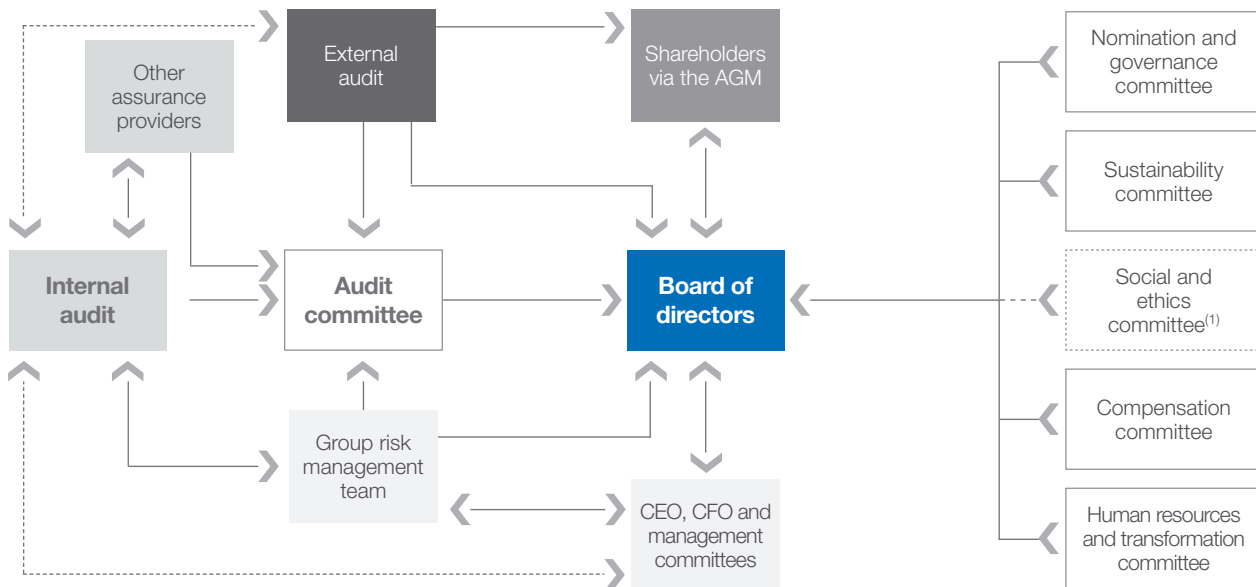 External
audit
Shareholders
via the AGM
Nomination and
governance
committee
Other
assurance
providers
Sustainability
committee
Internal
audit
Audit
committee
Board of
directors
Social and
ethics
committee(1)
Group risk
management
team
Compensation
committee
CEO, CFO and
management
committees
Human resources
and transformation
committee